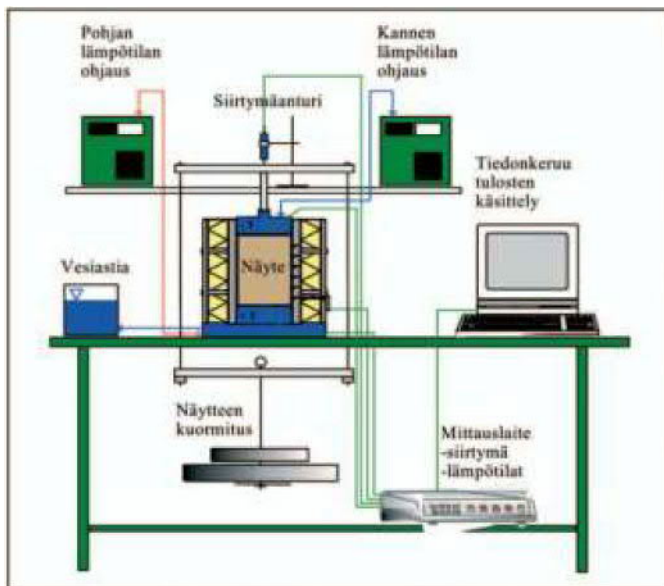 Pohjan
lämpötilan
ohjaus
Kannen
lämpötilan
ohjaus
Siirtymäanturi
Tiedonkeruu
tulosten
käsittely
Vesiastia
Näyte
Näytteen
kuormitus
Mittauslaite
-siirtymä
-lämpötilat